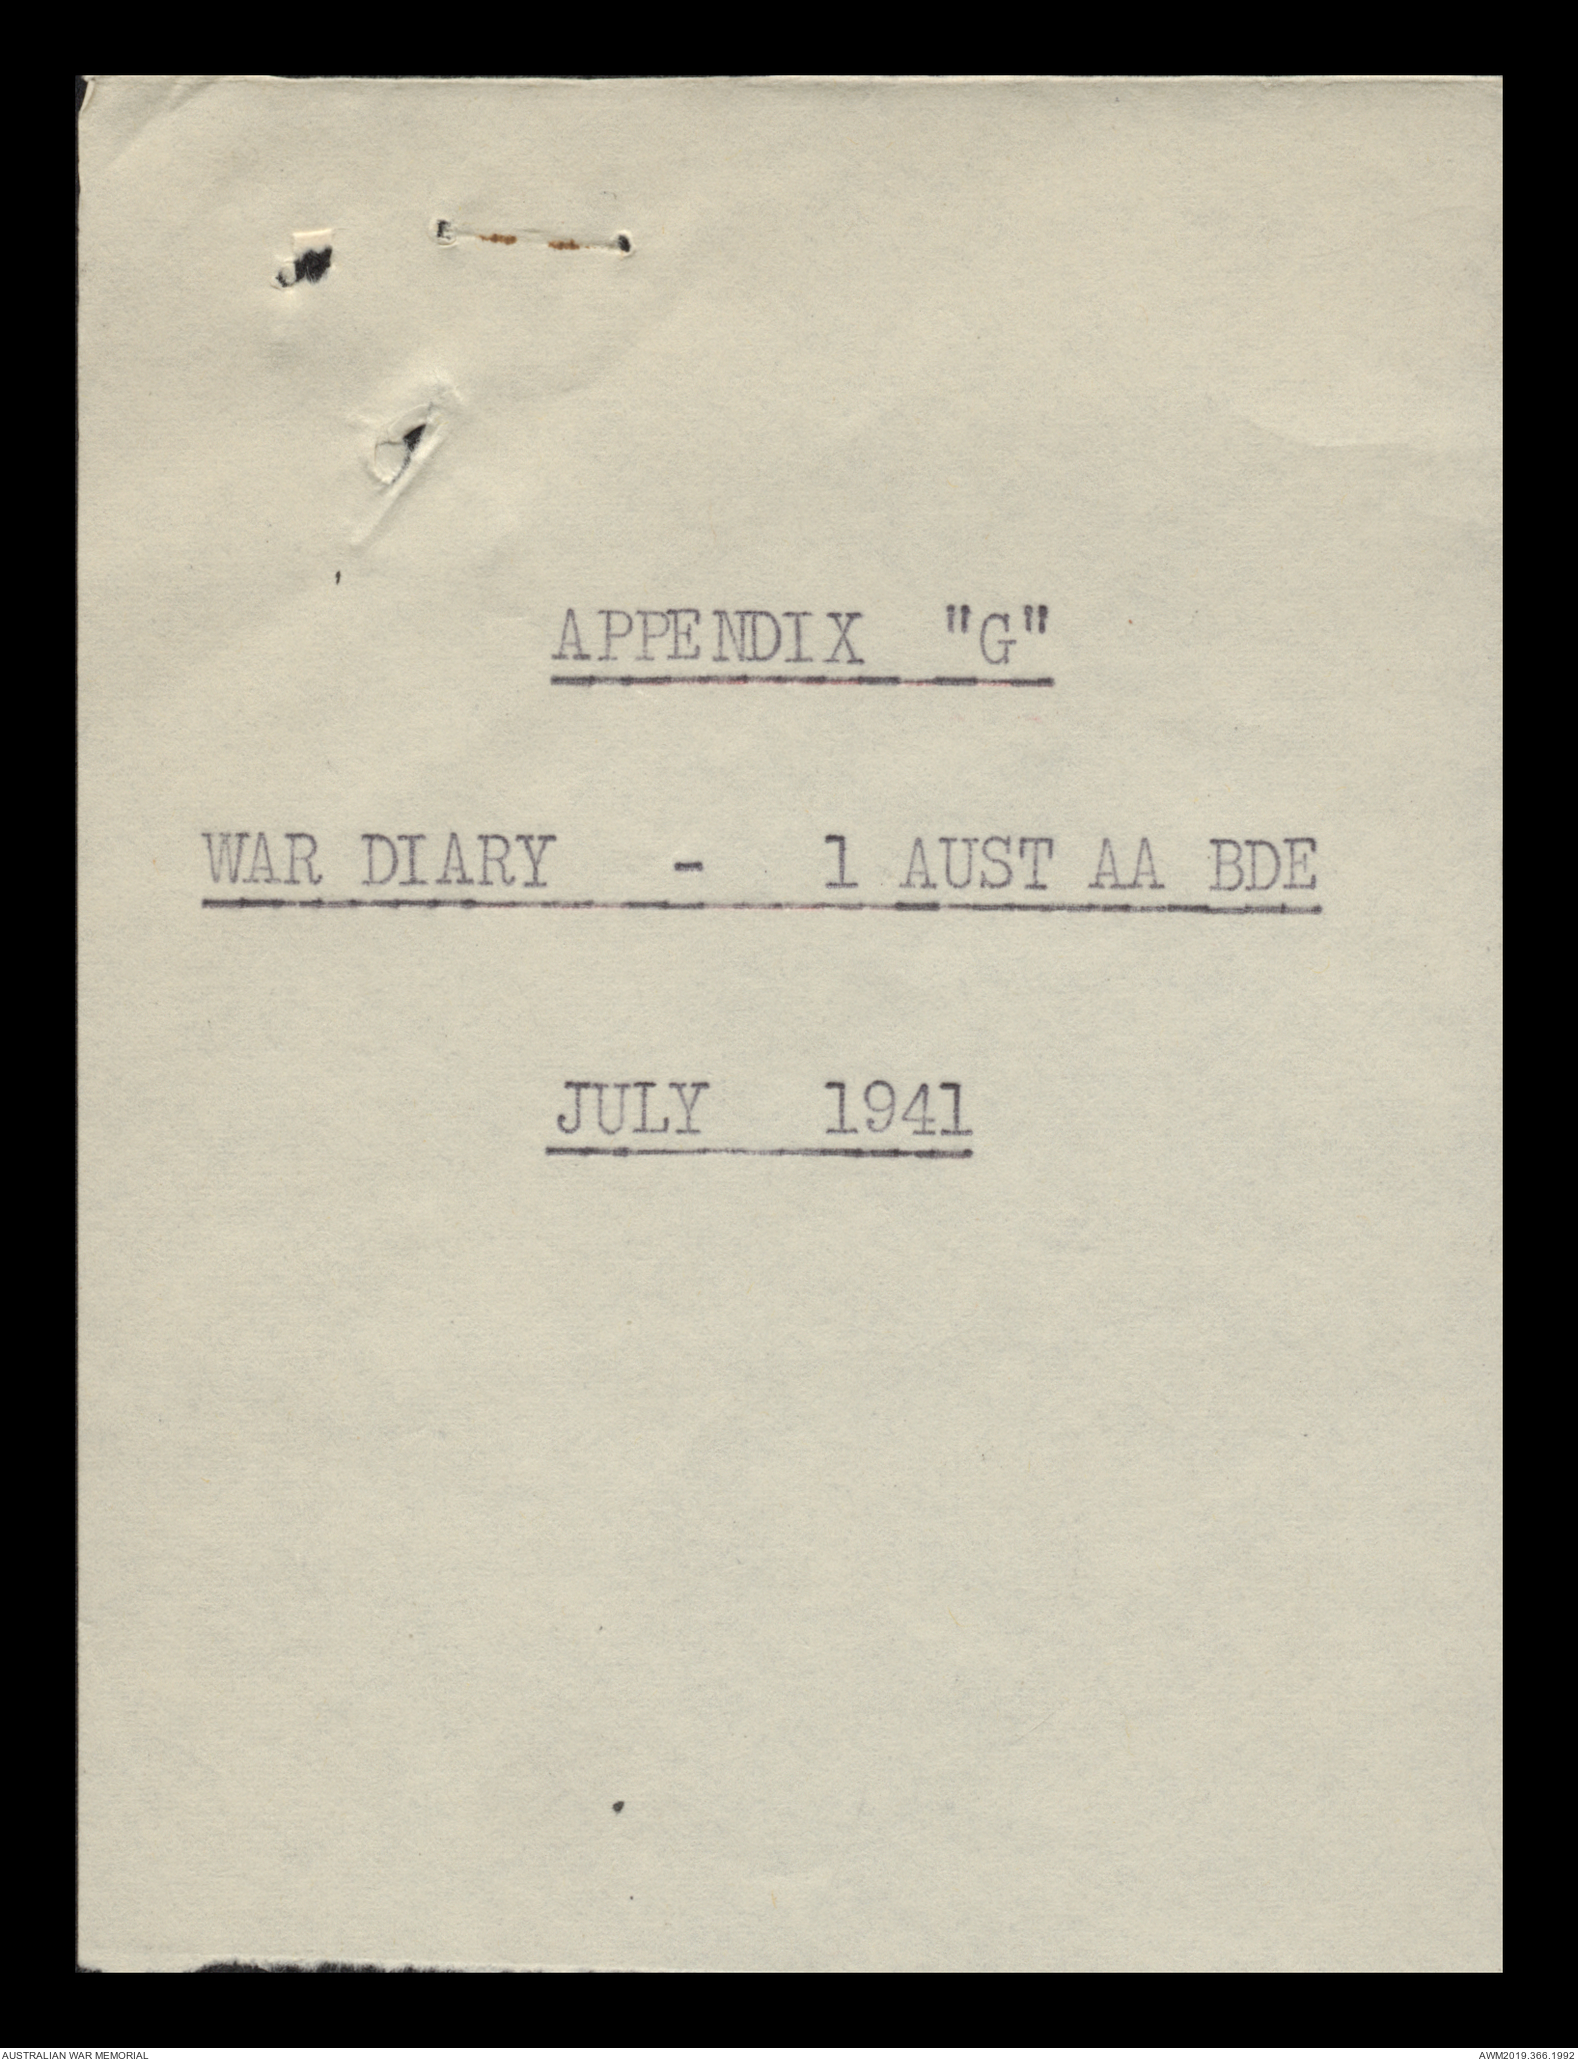 APPENDIX "G"
WAR DIARY - 1 AUST AA BDE
JULY 1941
AUSTRALIAN WAR MEMORIAL
AWM2019.366.1992